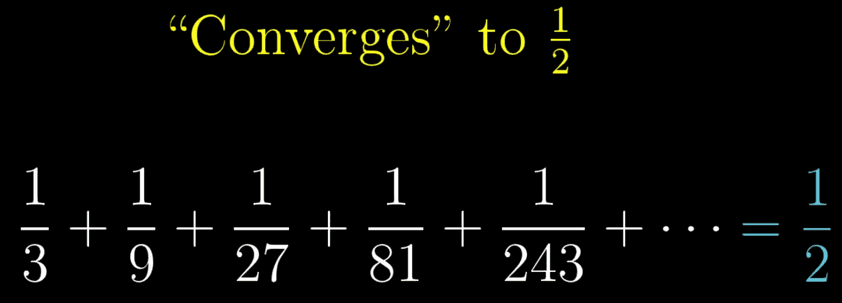 “Converges” to 1/2
1/3 + 1/9 + 1/27 + 1/81 + 1/243 + ⋯ = 1/2